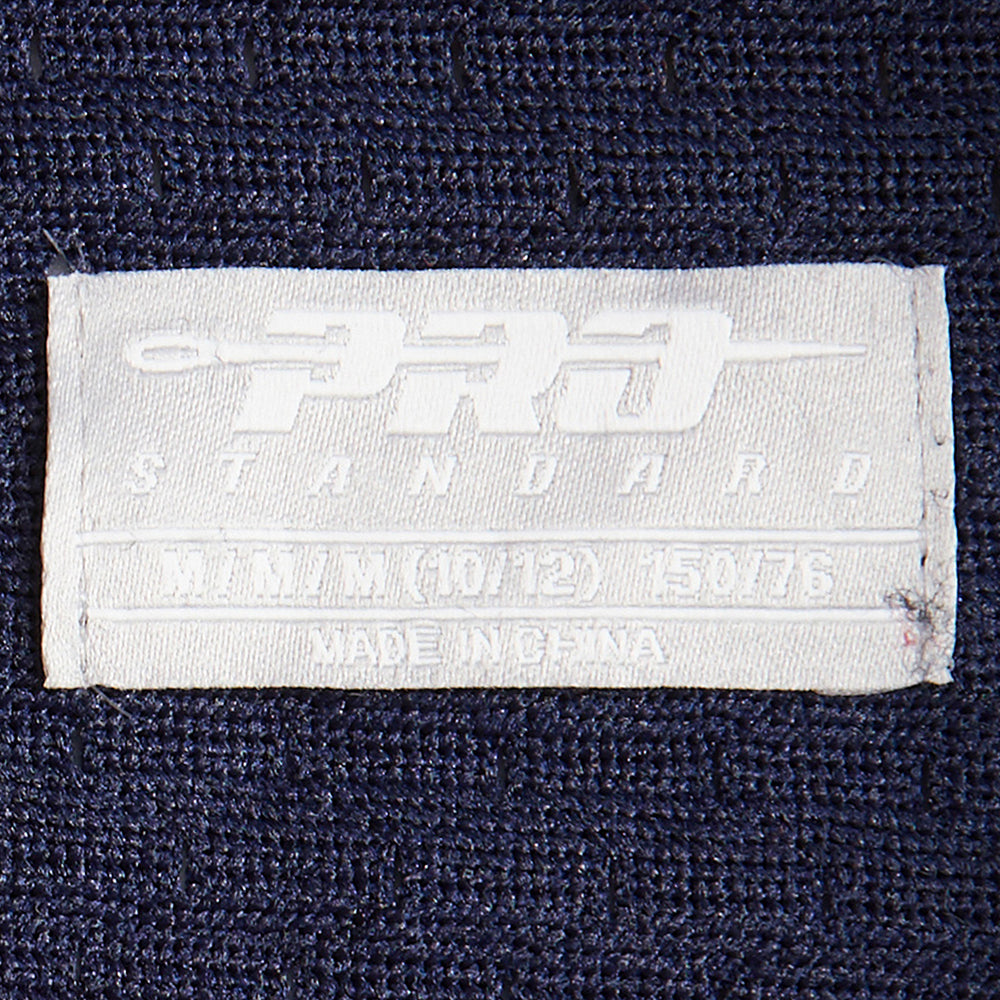 PRO
STANDARD
M / M / M (10/12) 150/76
MADE IN CHINA